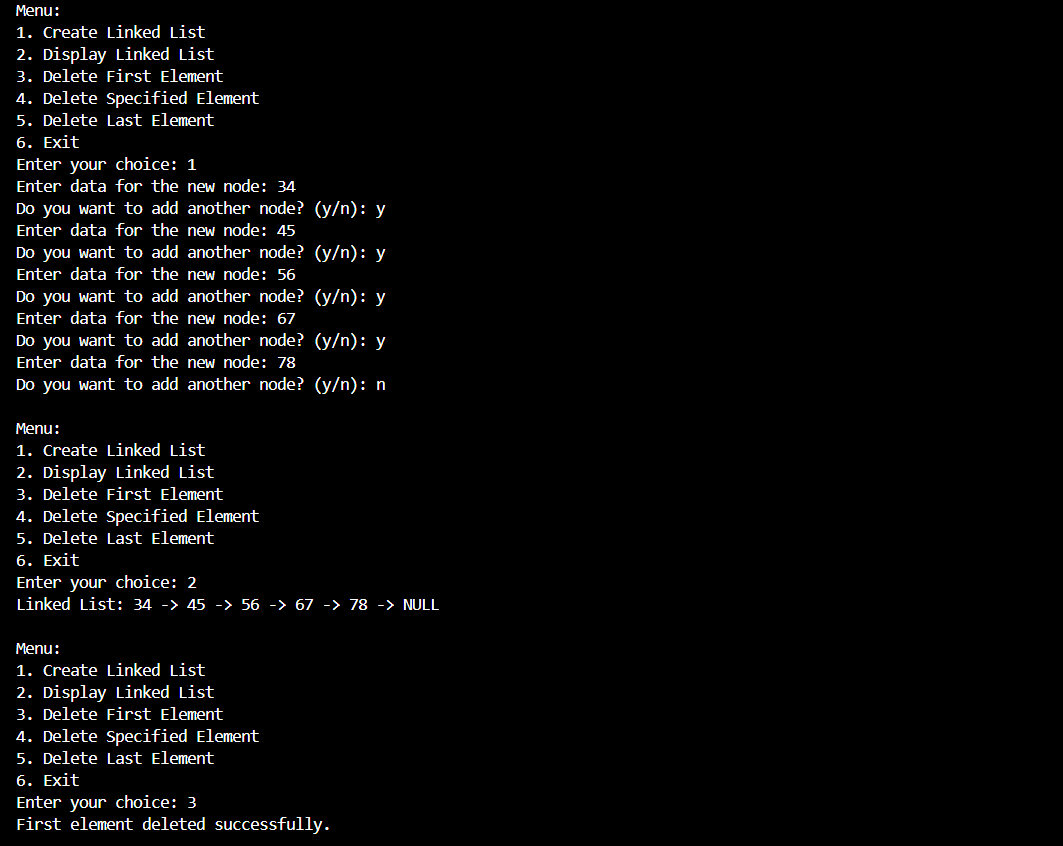 Menu:
1. Create Linked List
2. Display Linked List
3. Delete First Element
4. Delete Specified Element
5. Delete Last Element
6. Exit
Enter your choice: 1
Enter data for the new node: 34
Do you want to add another node? (y/n): y
Enter data for the new node: 45
Do you want to add another node? (y/n): y
Enter data for the new node: 56
Do you want to add another node? (y/n): y
Enter data for the new node: 67
Do you want to add another node? (y/n): y
Enter data for the new node: 78
Do you want to add another node? (y/n): n

Menu:
1. Create Linked List
2. Display Linked List
3. Delete First Element
4. Delete Specified Element
5. Delete Last Element
6. Exit
Enter your choice: 2
Linked List: 34 -> 45 -> 56 -> 67 -> 78 -> NULL

Menu:
1. Create Linked List
2. Display Linked List
3. Delete First Element
4. Delete Specified Element
5. Delete Last Element
6. Exit
Enter your choice: 3
First element deleted successfully.